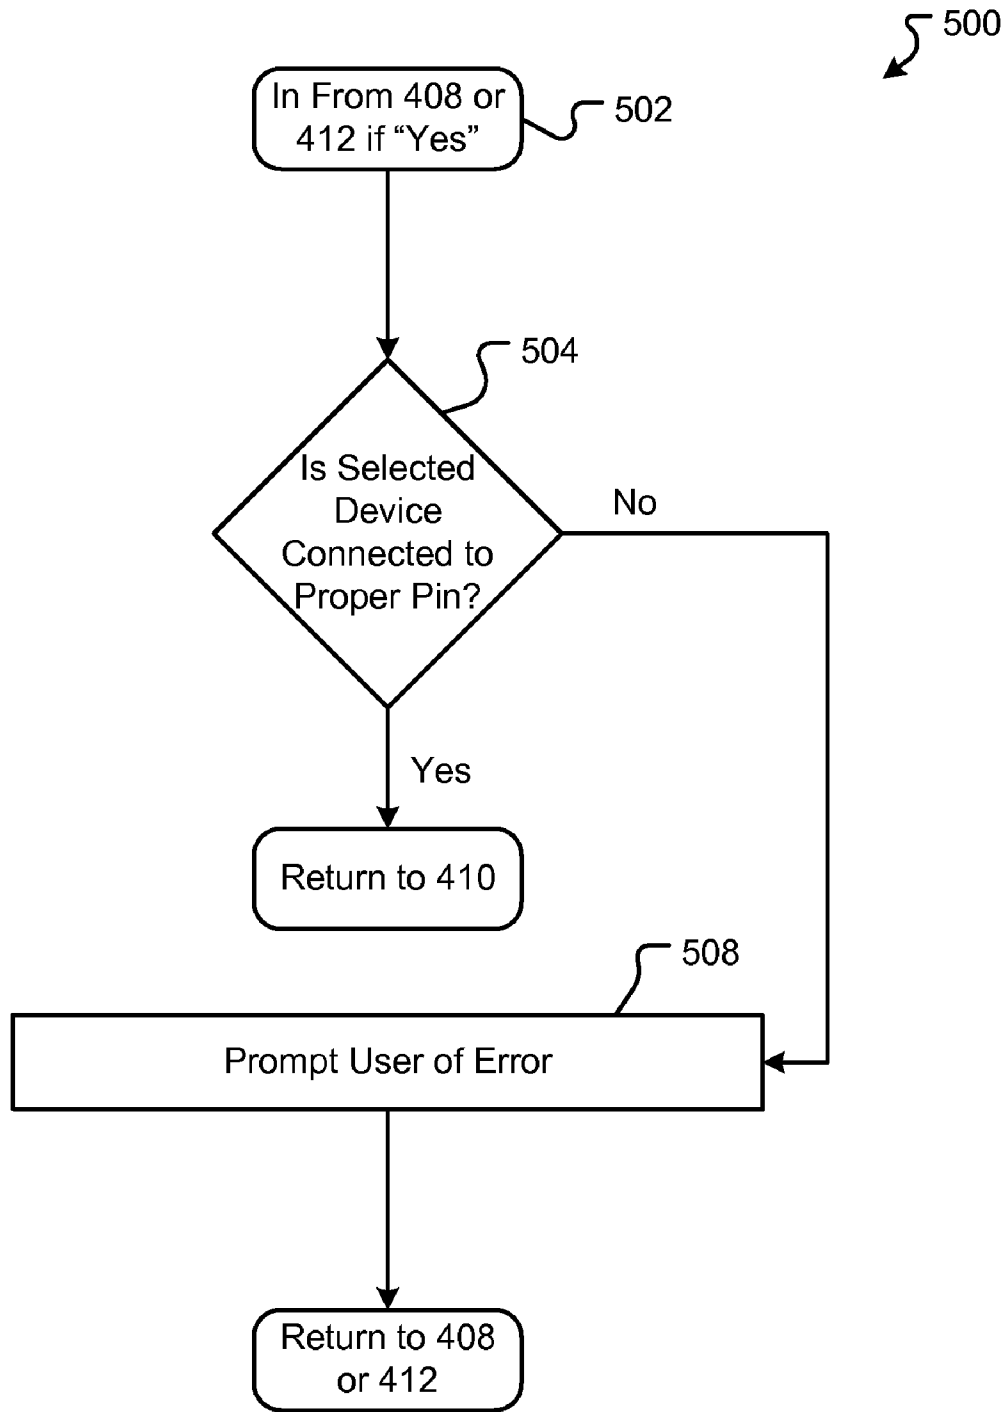 500
In From 408 or
412 if “Yes”
502
504
Is Selected
Device
Connected to
Proper Pin?
No
Yes
Return to 410
508
Prompt User of Error
Return to 408
or 412